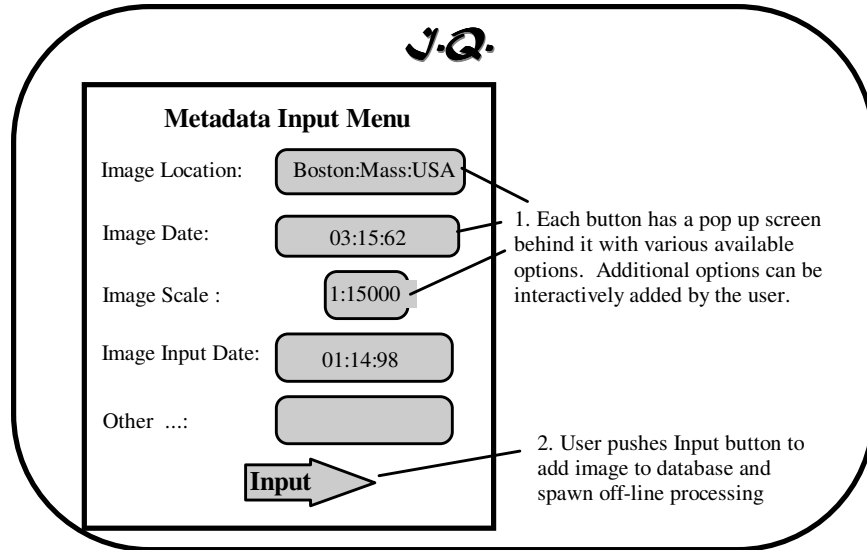 I.Q.
Metadata Input Menu
Image Location: Boston:Mass:USA
Image Date: 03:15:62
Image Scale : 1:15000
Image Input Date: 01:14:98
Other ...:
Input
1. Each button has a pop up screen
behind it with various available
options. Additional options can be
interactively added by the user.
2. User pushes Input button to
add image to database and
spawn off-line processing